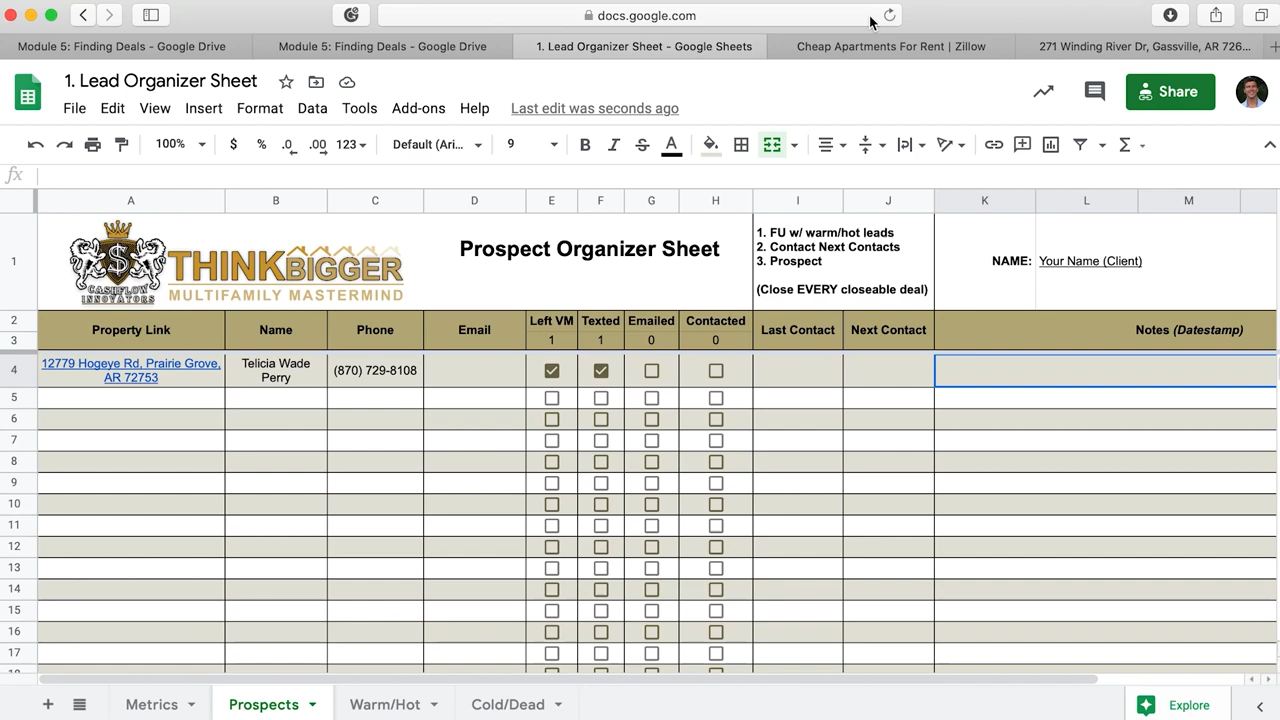 docs.google.com
Module 5: Finding Deals - Google Drive
Module 5: Finding Deals - Google Drive
1. Lead Organizer Sheet - Google Sheets
Cheap Apartments For Rent | Zillow
271 Winding River Dr, Gassville, AR 726...
1. Lead Organizer Sheet
File Edit View Insert Format Data Tools Add-ons Help Last edit was seconds ago
Share
100% $ % .0 .00 123 Default (Ari... 9 B I S A Σ
fx
A B C D E F G H I J K L M
1
THINKBIGGER
MULTIFAMILY MASTERMIND
CASHFLOW
INNOVATORS
Prospect Organizer Sheet
1. FU w/ warm/hot leads
2. Contact Next Contacts
3. Prospect
(Close EVERY closeable deal)
NAME: Your Name (Client)
2 Left VM Texted Emailed Contacted
Property Link Name Phone Email Last Contact Next Contact Notes (Datestamp)
3 1 1 0 0
4 12779 Hogeye Rd, Prairie Grove, AR 72753 Telicia Wade Perry (870) 729-8108
5
6
7
8
9
10
11
12
13
14
15
16
17
+ Metrics Prospects Warm/Hot Cold/Dead Explore